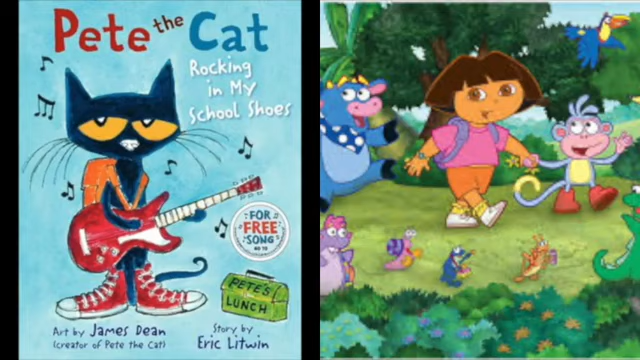 Pete the Cat
Rocking
in My
School Shoes
FOR
FREE
SONG
PETE'S
LUNCH
Art by James Dean
(creator of Pete the Cat)
Story by
Eric Litwin